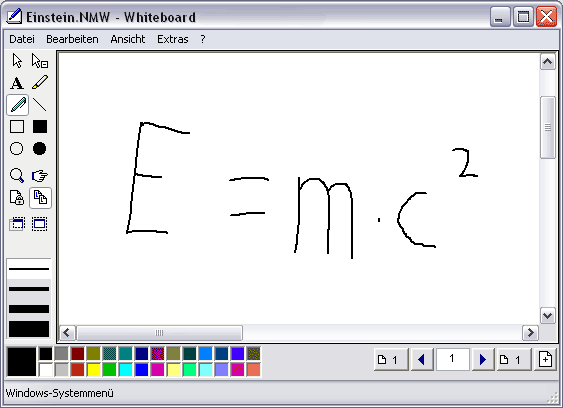 Einstein.NMW - Whiteboard
Datei Bearbeiten Ansicht Extras ?
A
E = m · c²
1 1 1
Windows-Systemmenü